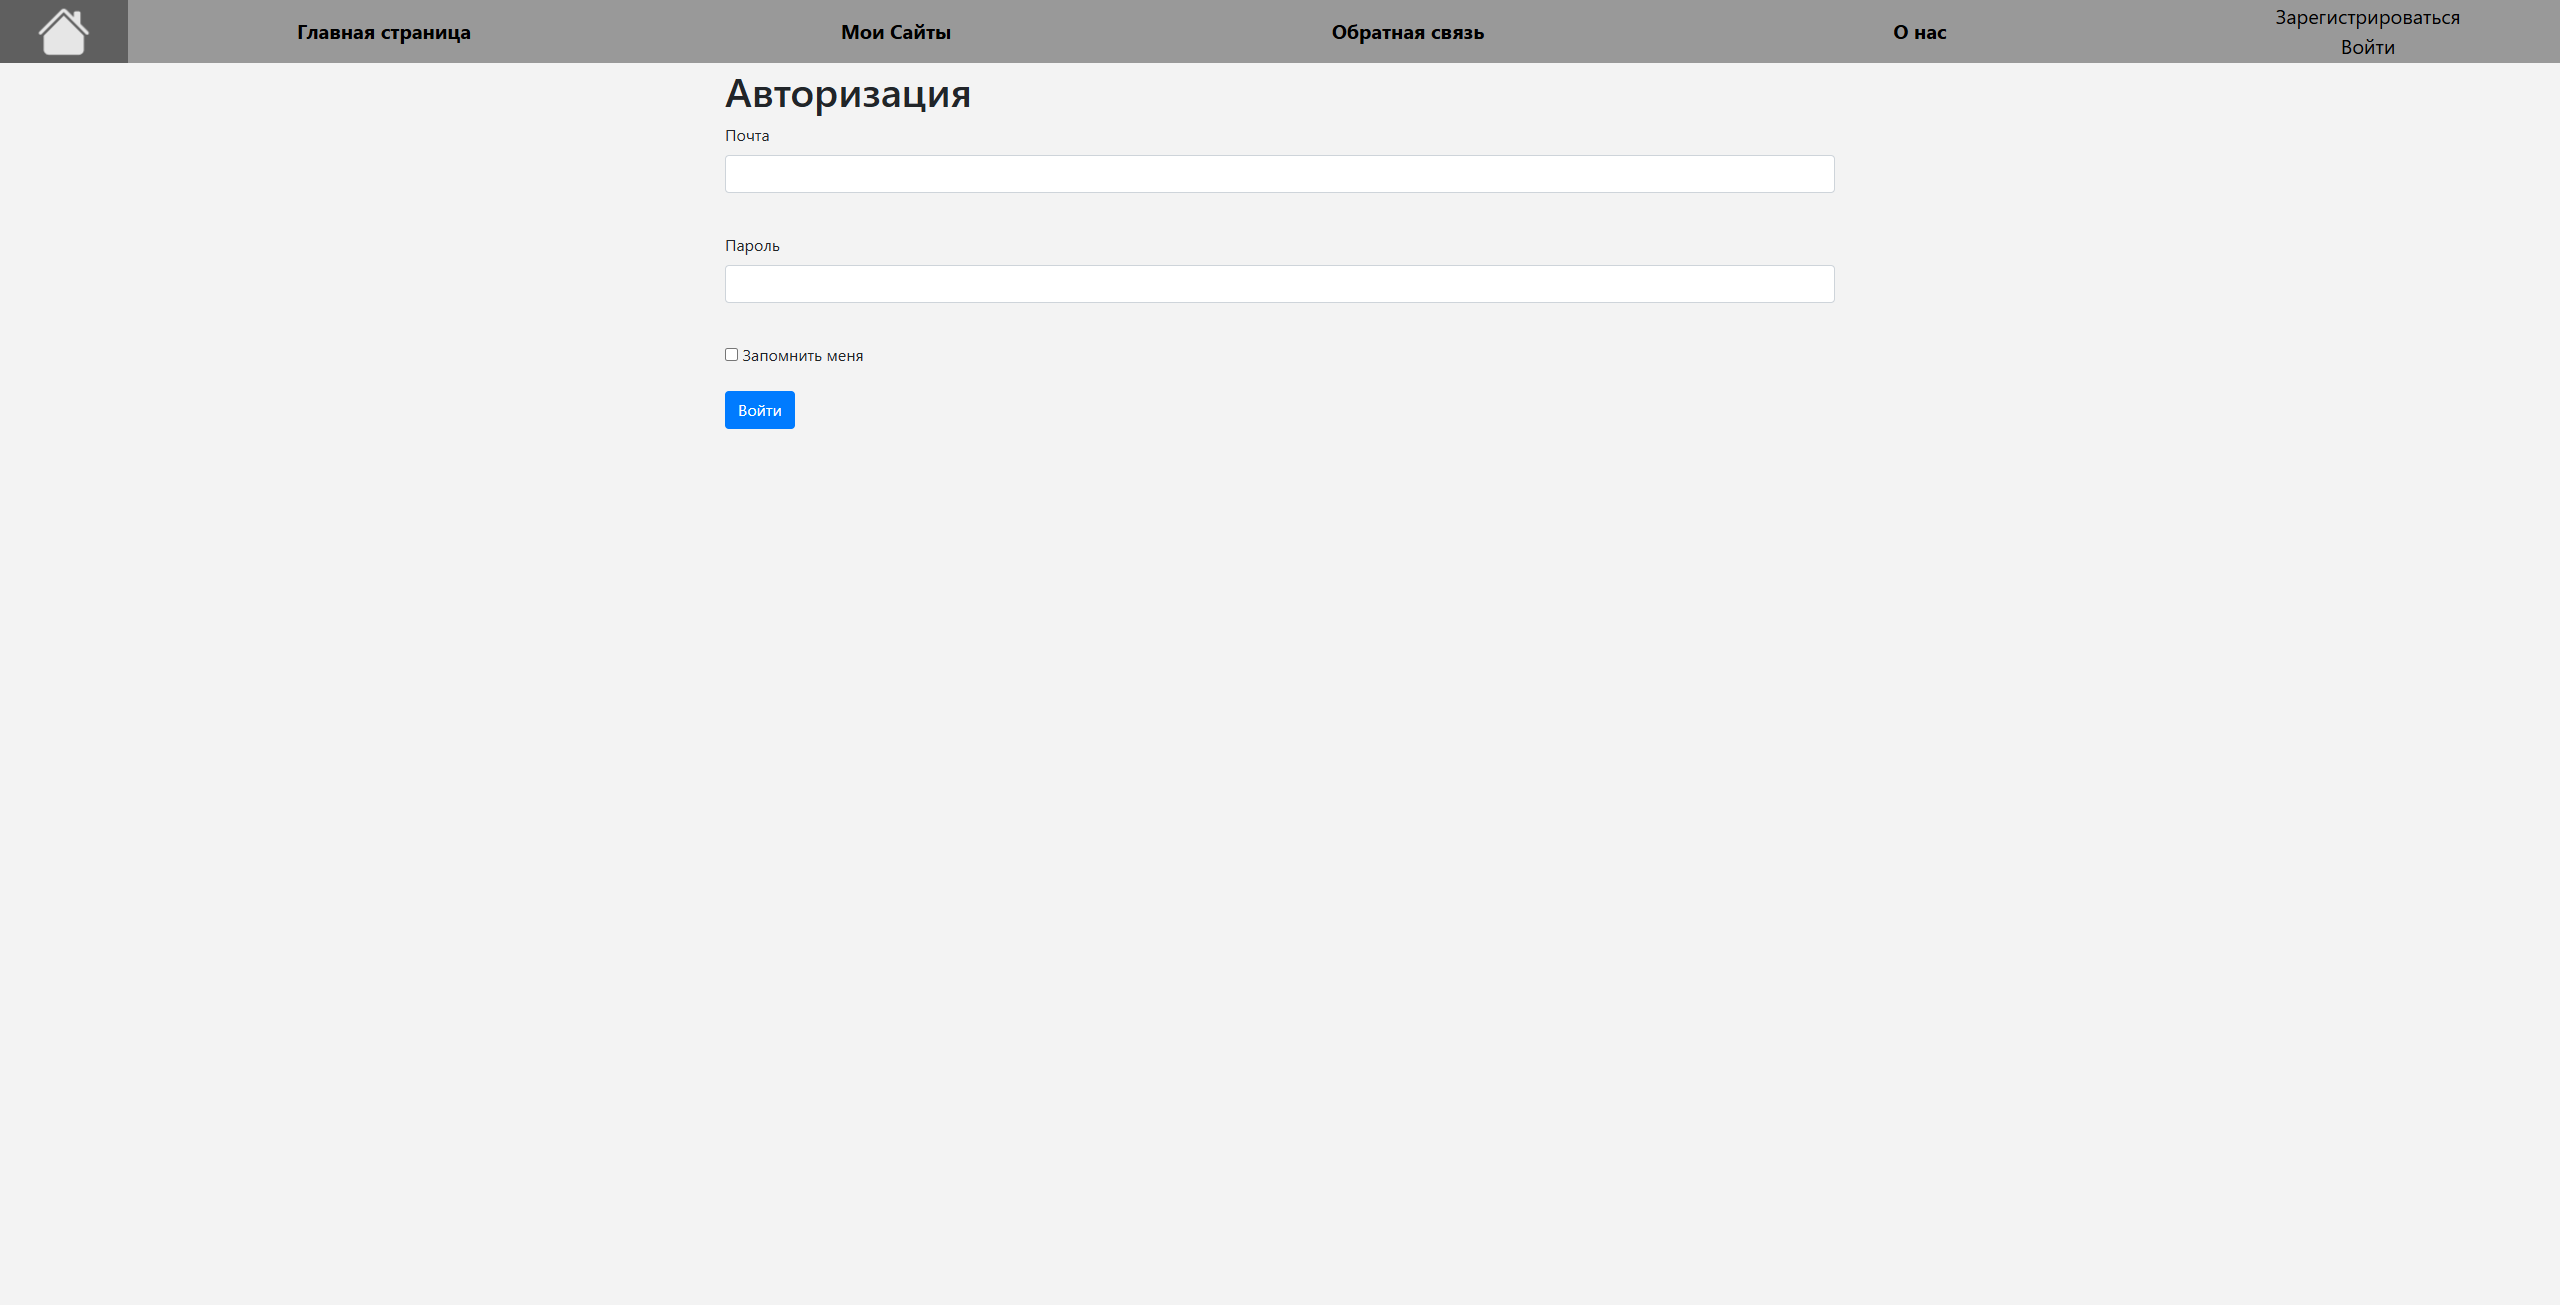 Главная страница
Мои Сайты
Обратная связь
О нас
Зарегистрироваться
Войти
Авторизация
Почта
Пароль
Запомнить меня
Войти